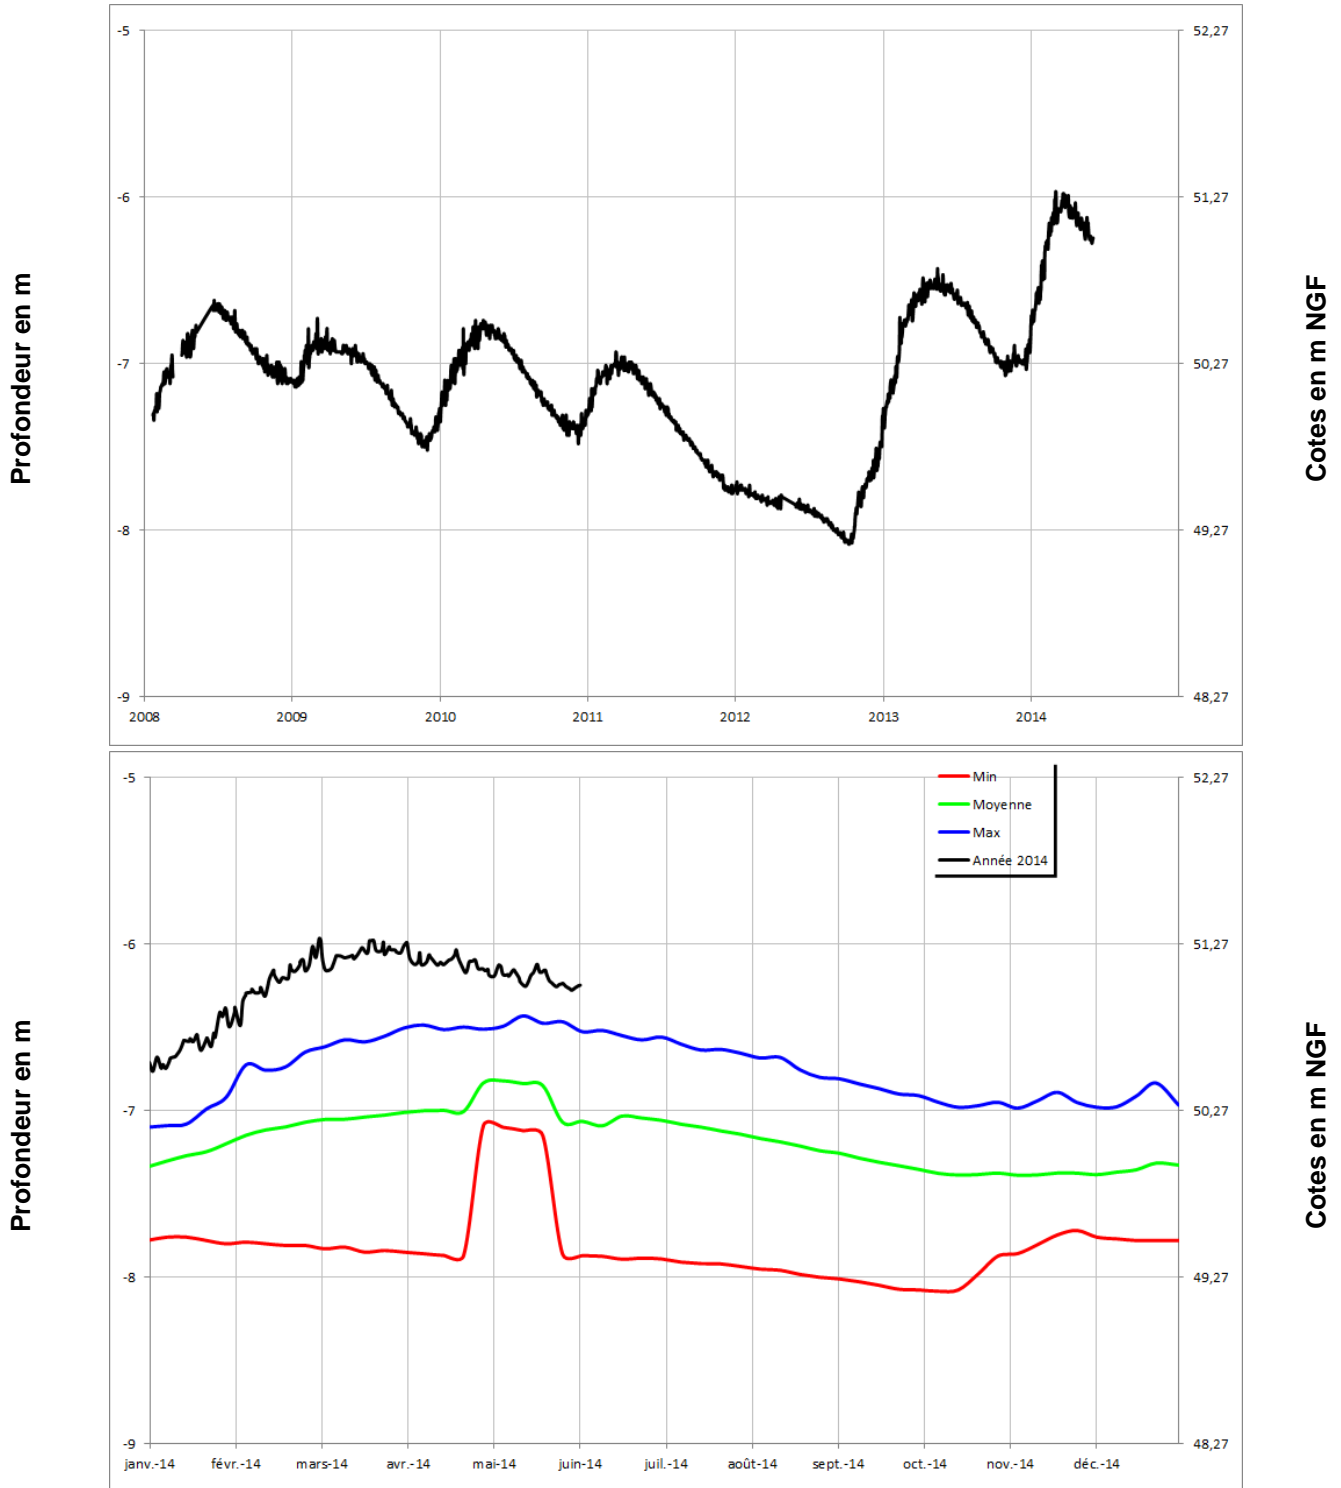 Profondeur en m
-5
-6
-7
-8
-9
52,27
51,27
50,27
49,27
48,27
Cotes en m NGF
2008 2009 2010 2011 2012 2013 2014
Profondeur en m
-5
-6
-7
-8
-9
Min
Moyenne
Max
Année 2014
52,27
51,27
50,27
49,27
48,27
Cotes en m NGF
janv.-14 févr.-14 mars-14 avr.-14 mai-14 juin-14 juil.-14 août-14 sept.-14 oct.-14 nov.-14 déc.-14